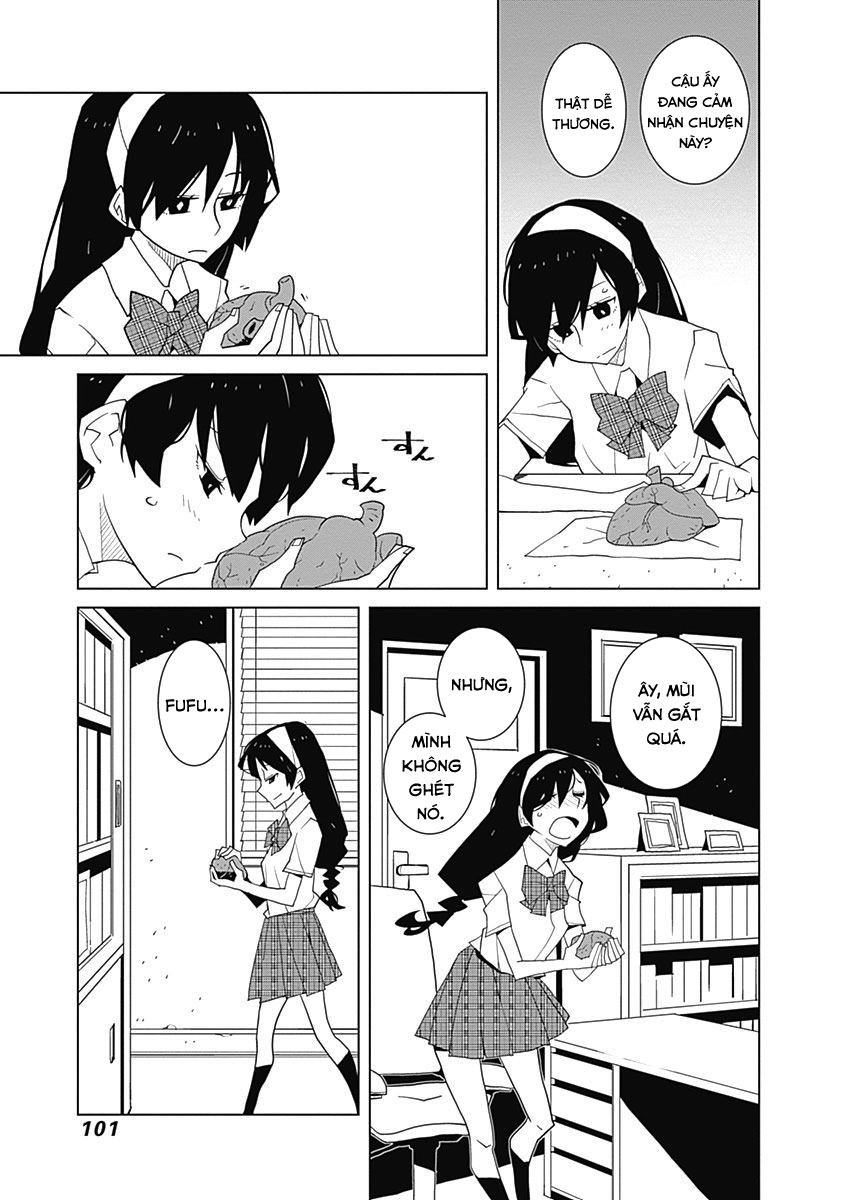 CẬU ẤY
ĐANG CẢM
NHẬN CHUYỆN
NÀY?
THẬT DỄ
THƯƠNG.
すん
すん
ÂY, MÙI
VẪN GẮT
QUÁ.
NHƯNG,
MÌNH
KHÔNG
GHÉT
NÓ.
FUFU...
101